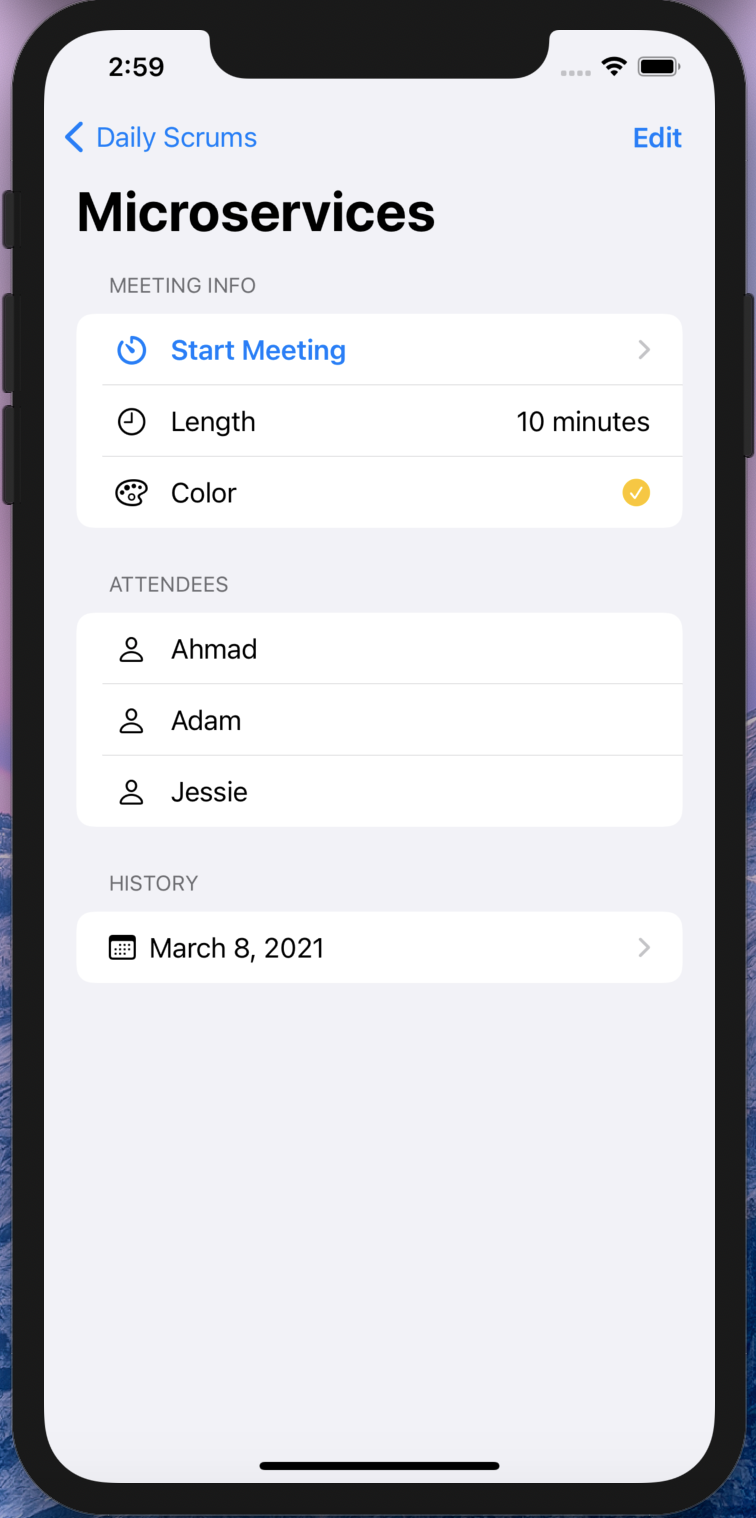 2:59
Daily Scrums Edit
Microservices
MEETING INFO
Start Meeting
Length 10 minutes
Color
ATTENDEES
Ahmad
Adam
Jessie
HISTORY
March 8, 2021